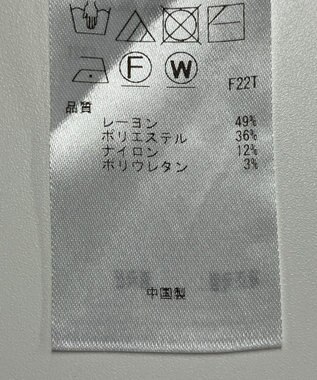 F W
F22T
品質
レーヨン 49%
ポリエステル 36%
ナイロン 12%
ポリウレタン 3%
中国製